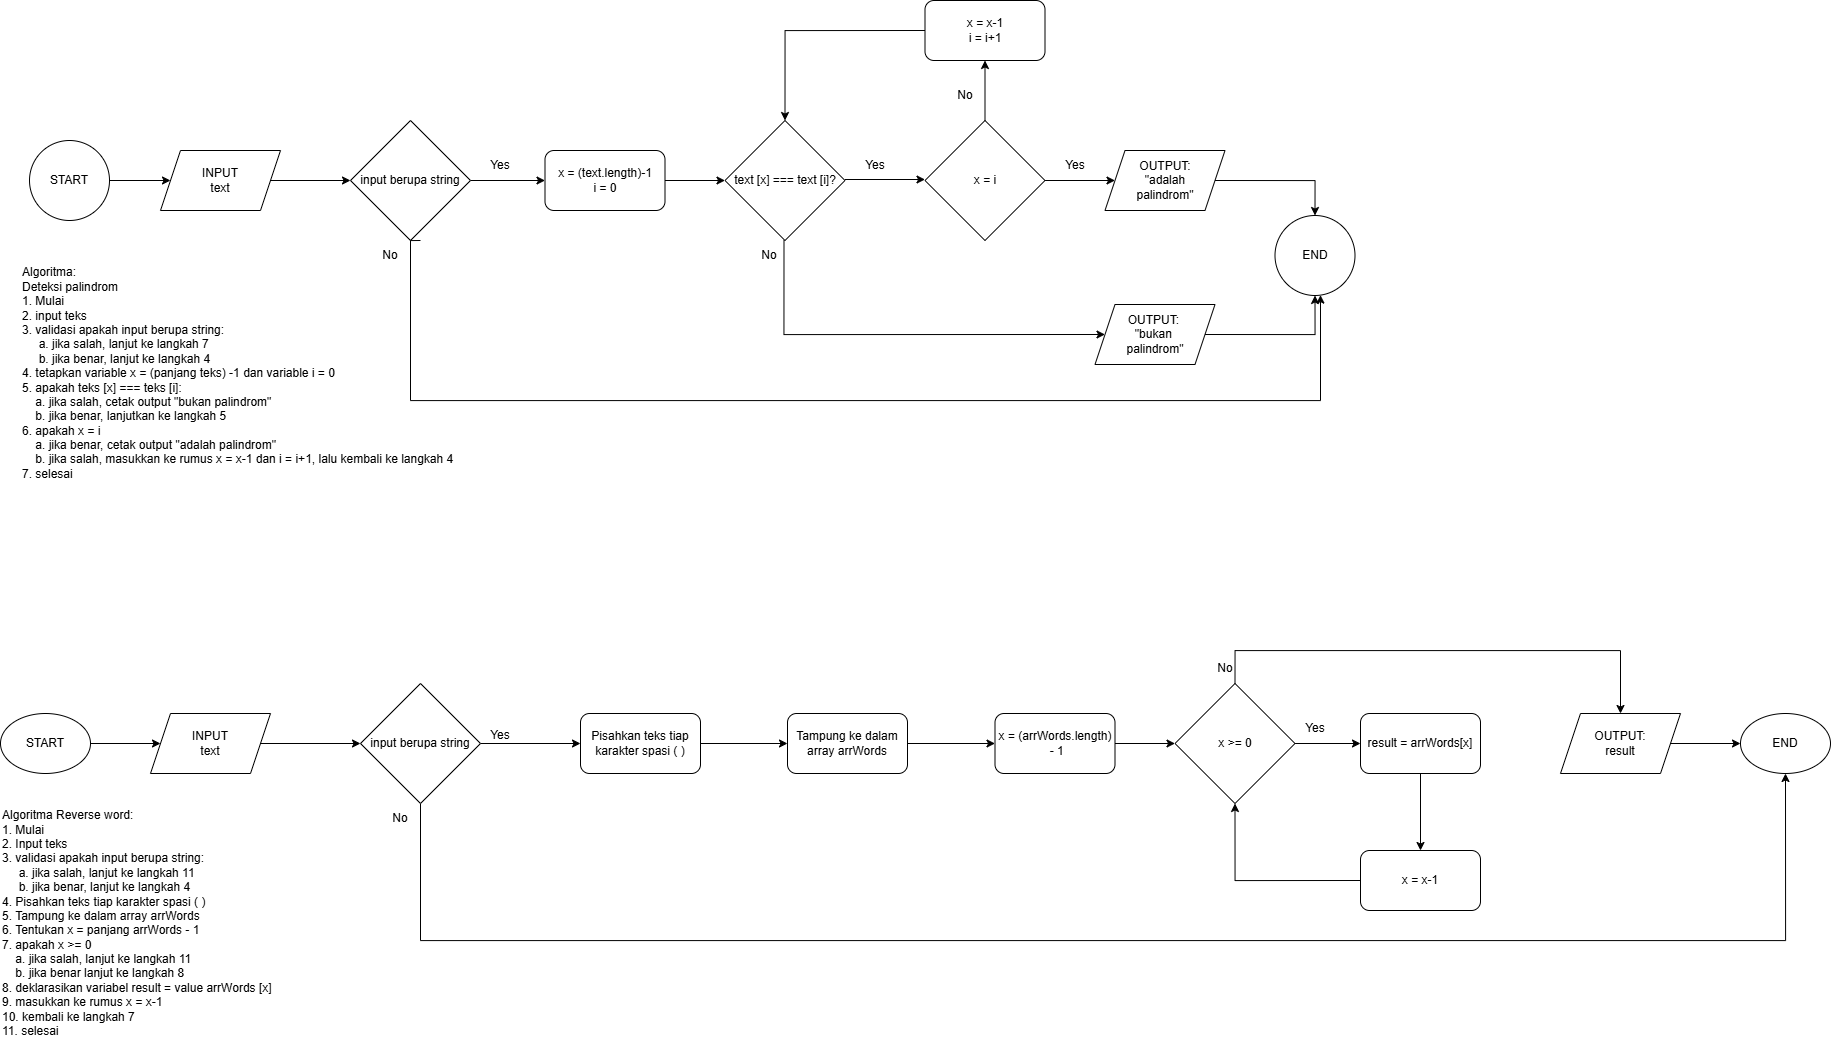 x = x-1
i = i+1
No
START
INPUT
text
input berupa string
Yes
x = (text.length)-1
i = 0
text [x] === text [i]?
Yes
x = i
Yes
OUTPUT:
"adalah
palindrom"
END
No
No
OUTPUT:
"bukan
palindrom"
Algoritma:
Deteksi palindrom
1. Mulai
2. input teks
3. validasi apakah input berupa string:
a. jika salah, lanjut ke langkah 7
b. jika benar, lanjut ke langkah 4
4. tetapkan variable x = (panjang teks) -1 dan variable i = 0
5. apakah teks [x] === teks [i]:
a. jika salah, cetak output "bukan palindrom"
b. jika benar, lanjutkan ke langkah 5
6. apakah x = i
a. jika benar, cetak output "adalah palindrom"
b. jika salah, masukkan ke rumus x = x-1 dan i = i+1, lalu kembali ke langkah 4
7. selesai
START
INPUT
text
input berupa string
Yes
Pisahkan teks tiap
karakter spasi ( )
Tampung ke dalam
array arrWords
x = (arrWords.length)
- 1
No
x >= 0
Yes
result = arrWords[x]
OUTPUT:
result
END
No
x = x-1
Algoritma Reverse word:
1. Mulai
2. Input teks
3. validasi apakah input berupa string:
a. jika salah, lanjut ke langkah 11
b. jika benar, lanjut ke langkah 4
4. Pisahkan teks tiap karakter spasi ( )
5. Tampung ke dalam array arrWords
6. Tentukan x = panjang arrWords - 1
7. apakah x >= 0
a. jika salah, lanjut ke langkah 11
b. jika benar lanjut ke langkah 8
8. deklarasikan variabel result = value arrWords [x]
9. masukkan ke rumus x = x-1
10. kembali ke langkah 7
11. selesai